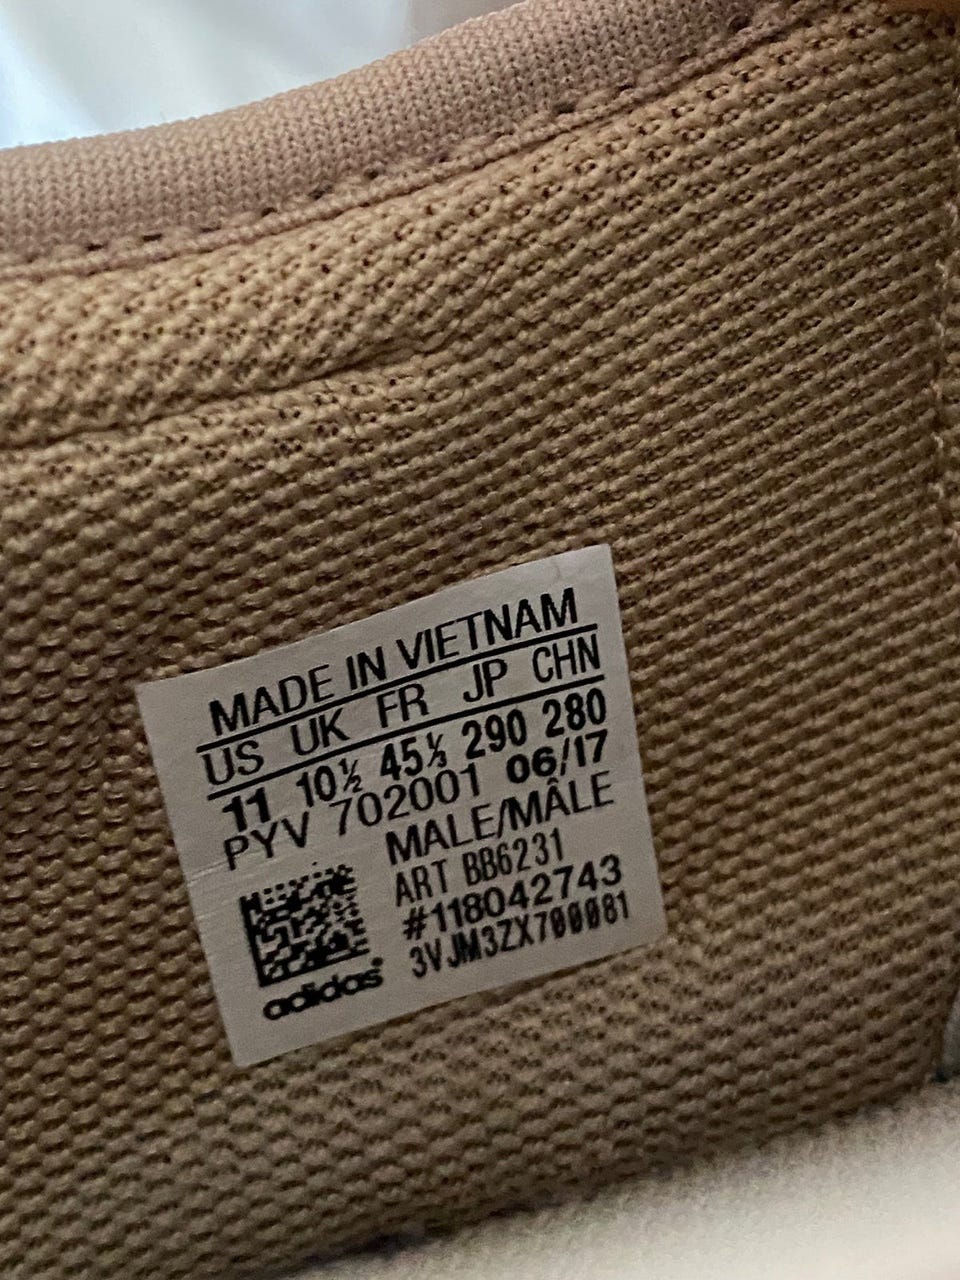 MADE IN VIETNAM
US UK FR JP CHN
11 10½ 45⅓ 290 280
PYV 702001 06/17
MALE/MÂLE
ART BB6231
#118042743
3VJM3ZX700081
adidas